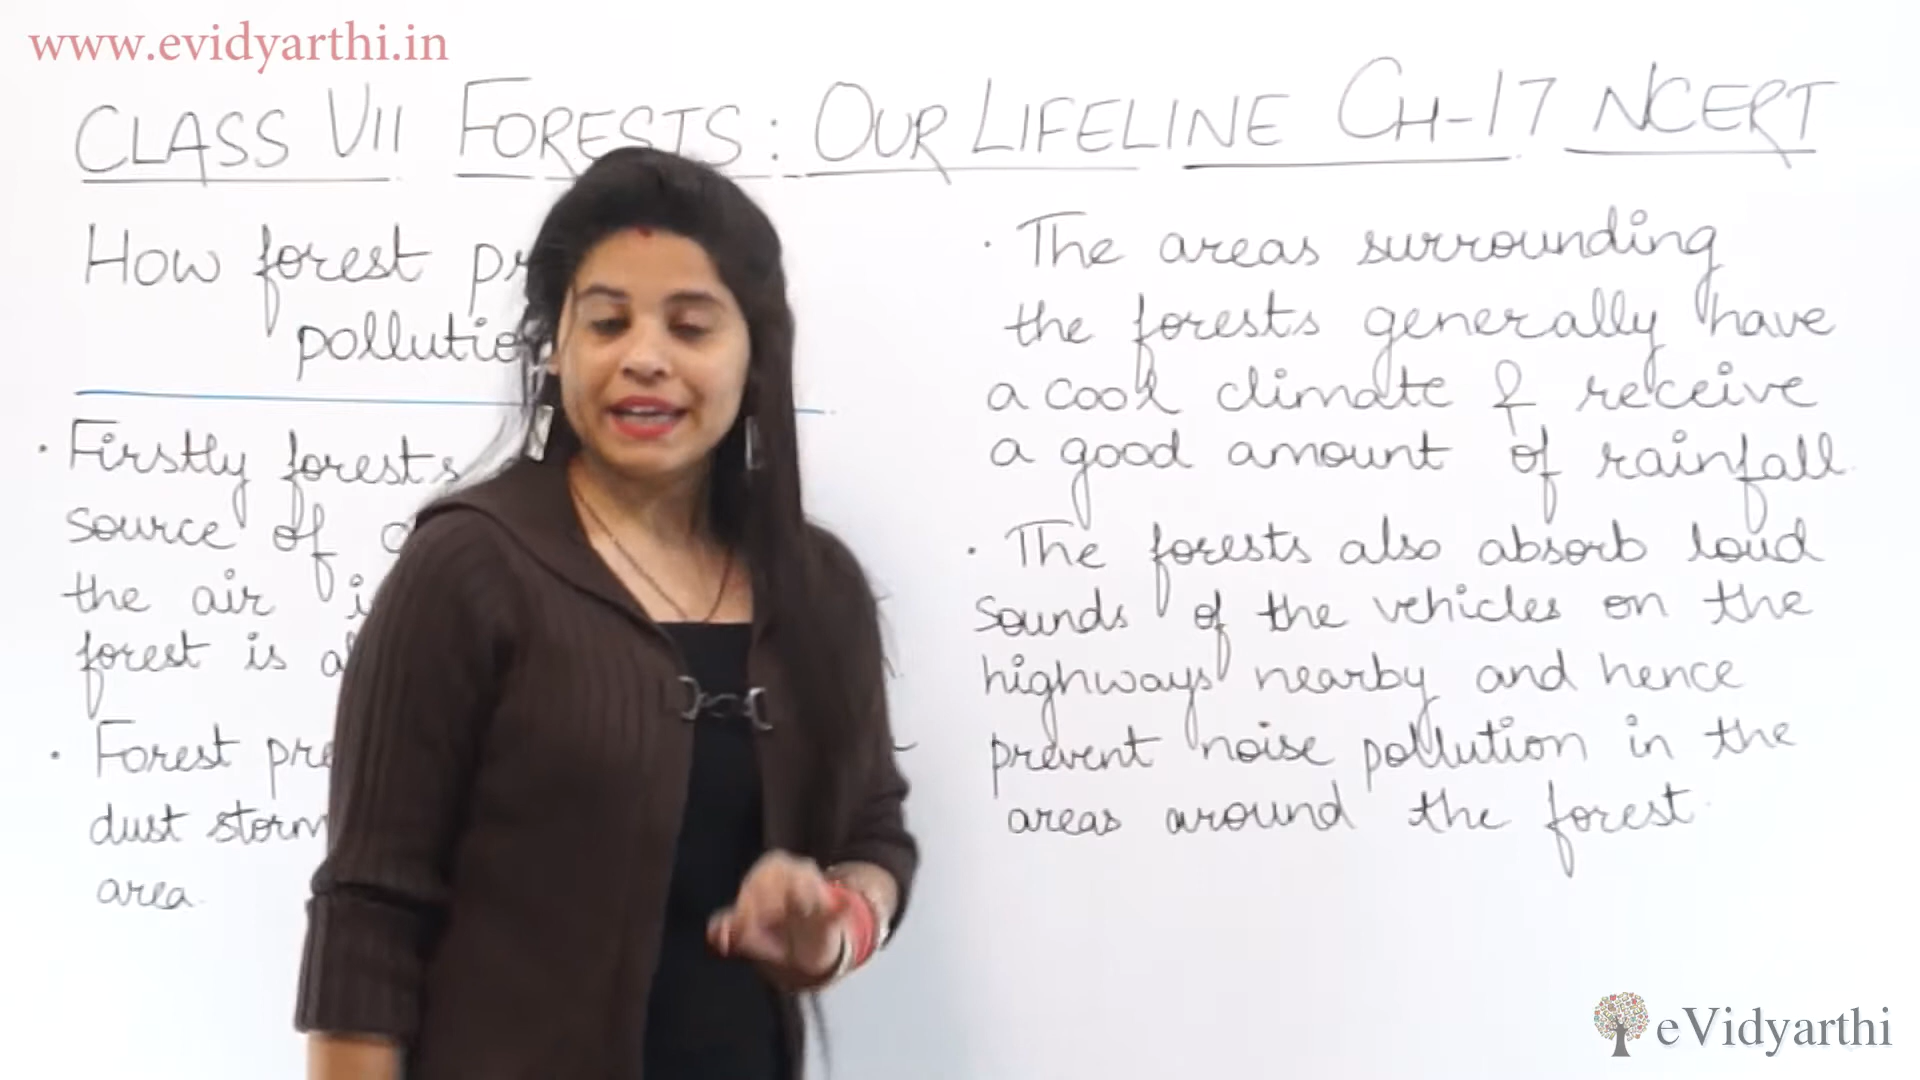 www.evidyarthi.in
CLASS VII FORESTS: OUR LIFELINE CH-17 NCERT
How forest
pollution
· Firstly forests
source of
the air
forest is
· Forest
dust storm
area.
· The areas surrounding
the forests generally have
a cool climate & receive
a good amount of rainfall.
· The forests also absorb loud
sounds of the vehicles on the
highways nearby and hence
prevent noise pollution in the
areas around the forest.
eVidyarthi